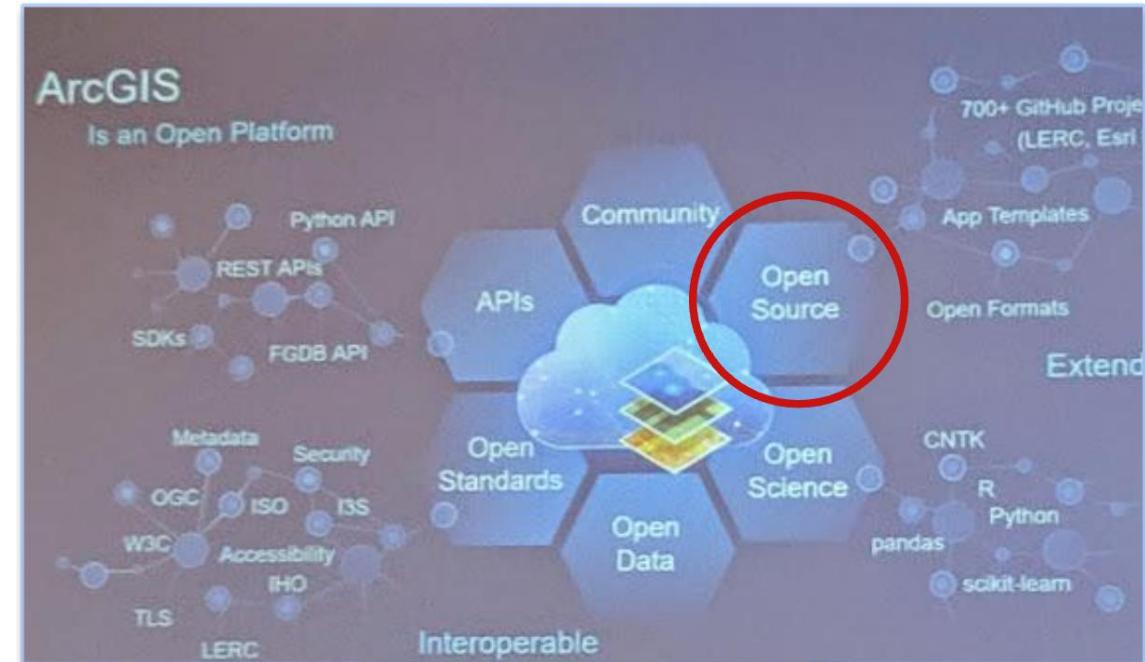 ArcGIS
Is an Open Platform
700+ GitHub Proje
(LERC, Esri
Python API
REST APIs
SDKs
FGDB API
Community
APIs
Open
Source
App Templates
Open Formats
Extend
Metadata
Security
OGC
ISO
I3S
W3C
Accessibility
IHO
TLS
LERC
Open
Standards
Open
Data
Open
Science
CNTK
R
Python
pandas
scikit-learn
Interoperable